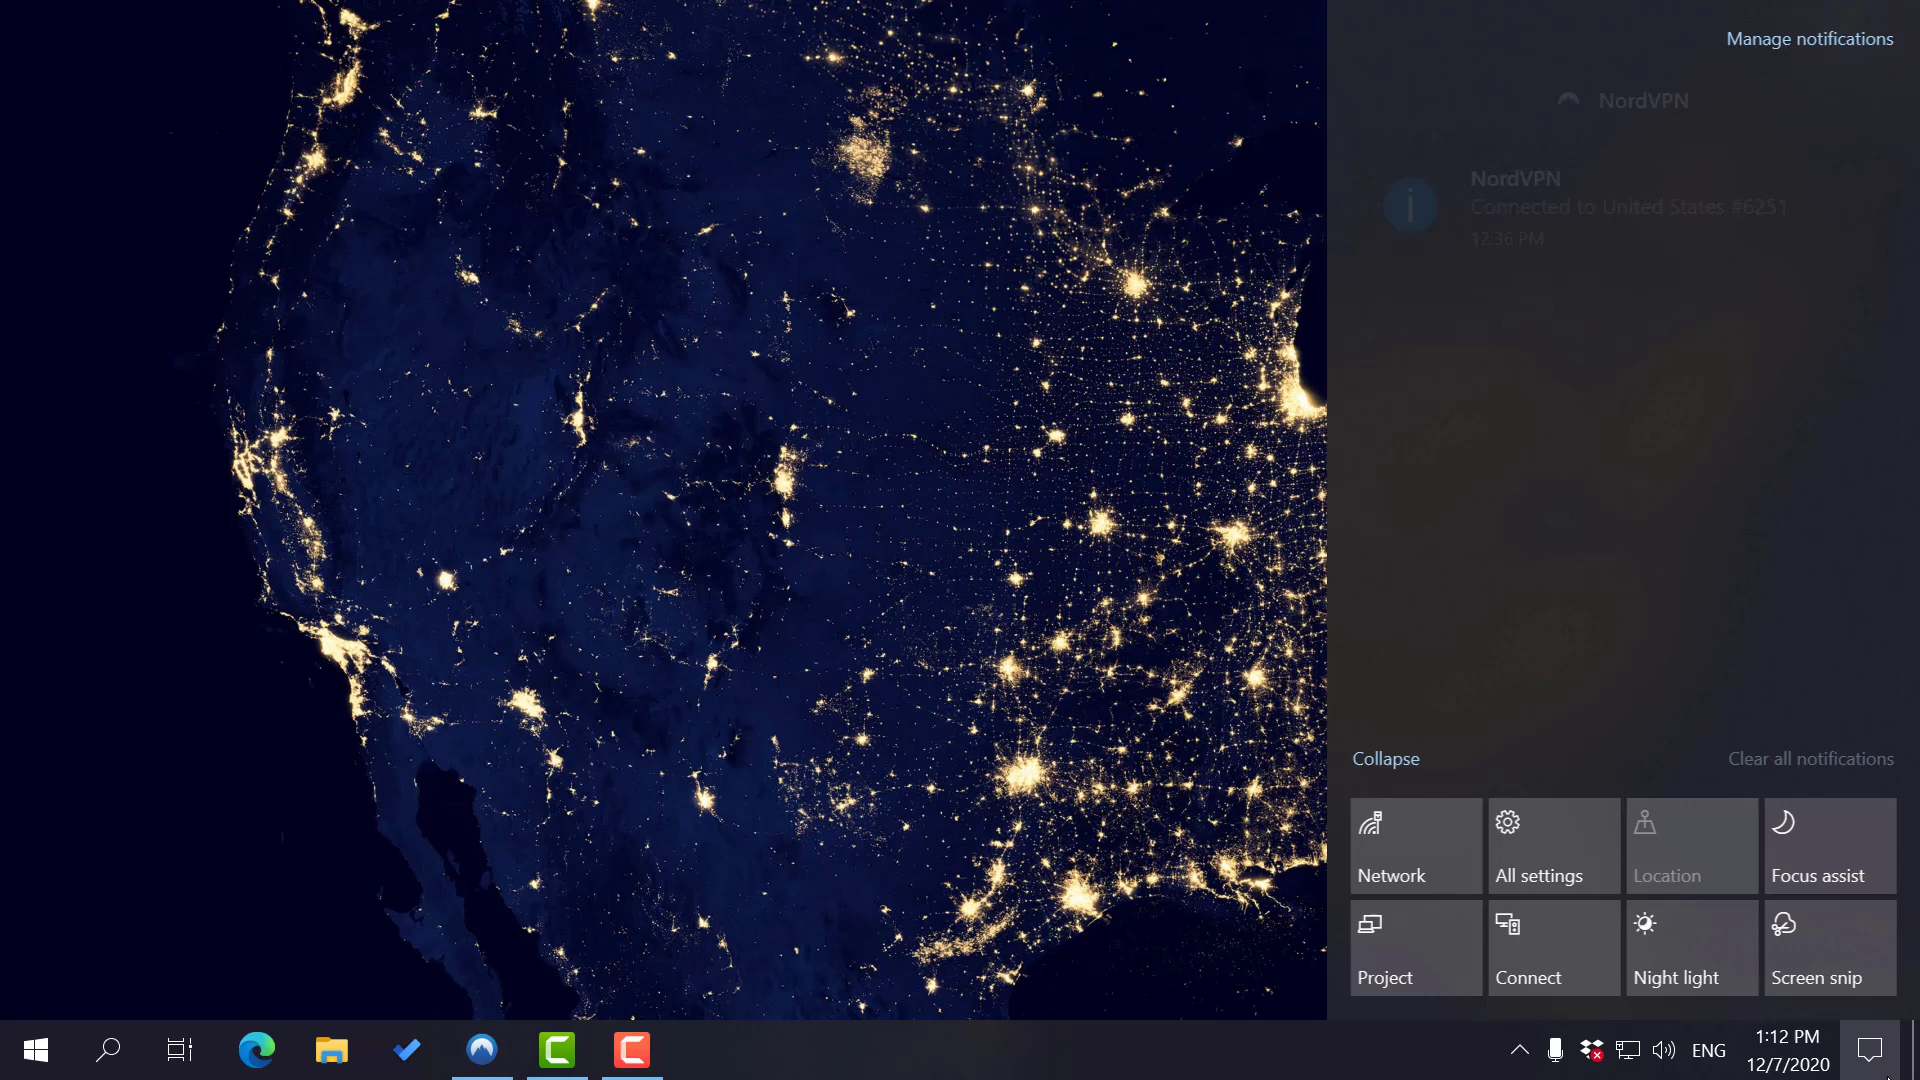 Manage notifications
NordVPN
NordVPN
Connected to United States #6251
12:36 PM
Collapse
Clear all notifications
Network
All settings
Location
Focus assist
Project
Connect
Night light
Screen snip
ENG
1:12 PM
12/7/2020